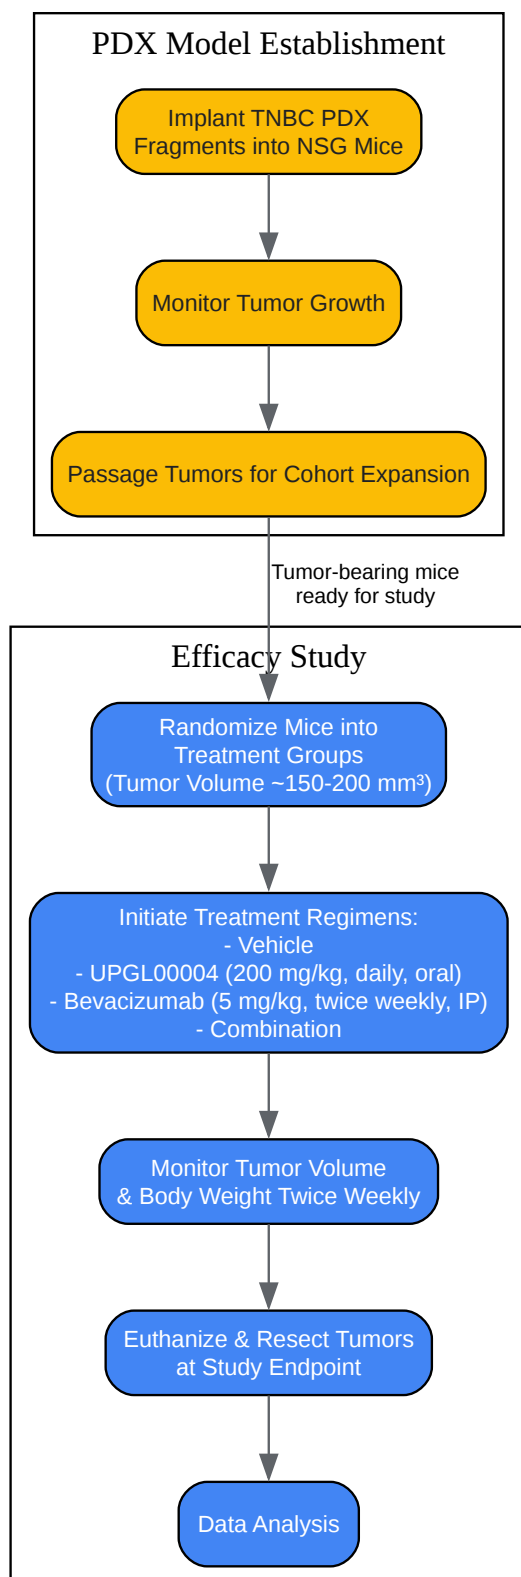 PDX Model Establishment
Implant TNBC PDX
Fragments into NSG Mice
Monitor Tumor Growth
Passage Tumors for Cohort Expansion
Tumor-bearing mice
ready for study
Efficacy Study
Randomize Mice into
Treatment Groups
(Tumor Volume ~150-200 mm³)
Initiate Treatment Regimens:
- Vehicle
- UPGL00004 (200 mg/kg, daily, oral)
- Bevacizumab (5 mg/kg, twice weekly, IP)
- Combination
Monitor Tumor Volume
& Body Weight Twice Weekly
Euthanize & Resect Tumors
at Study Endpoint
Data Analysis